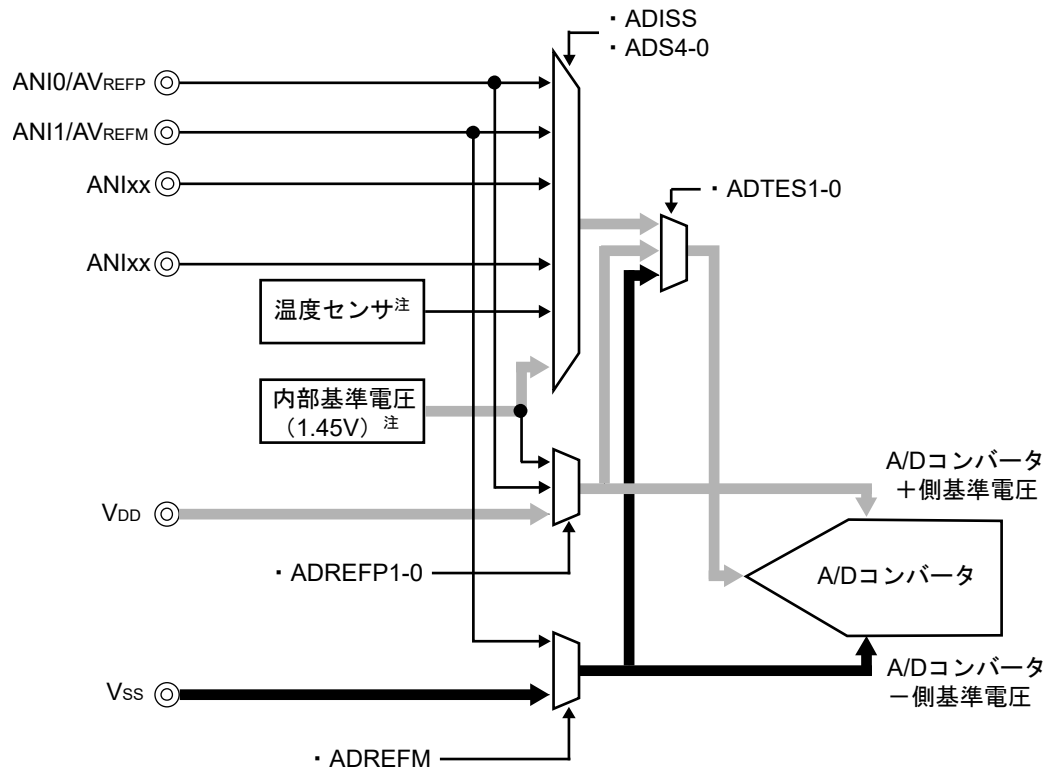 ・ADISS
・ADS4-0
ANI0/AVREFP
ANI1/AVREFM
ANIxx
・ADTES1-0
ANIxx
温度センサ注
内部基準電圧
（1.45V）注
A/Dコンバータ
＋側基準電圧
VDD
・ADREFP1-0
A/Dコンバータ
A/Dコンバータ
－側基準電圧
VSS
・ADREFM